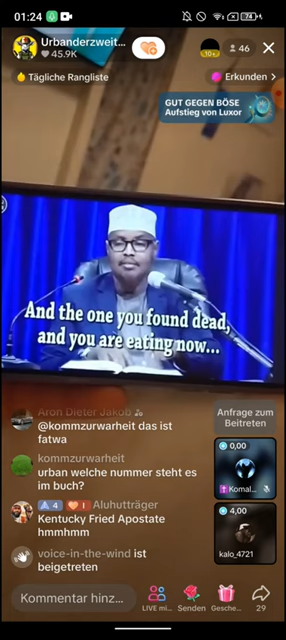 01:24
74
Urbanderzweit...
45.9K
46
10+
Tägliche Rangliste
Erkunden >
GUT GEGEN BÖSE
Aufstieg von Luxor
And the one you found dead,
and you are eating now...
Aron Dieter Jakob
@kommzurwarheit das ist
fatwa
kommzurwarheit
urban welche nummer steht es
im buch?
4 1 Aluhutträger
Kentucky Fried Apostate
hmmhmm
voice-in-the-wind ist
beigetreten
Anfrage zum
Beitreten
0,00
Komal...
4,00
kalo_4721
Kommentar hinz...
LIVE mi...
Senden
Gesche...
29